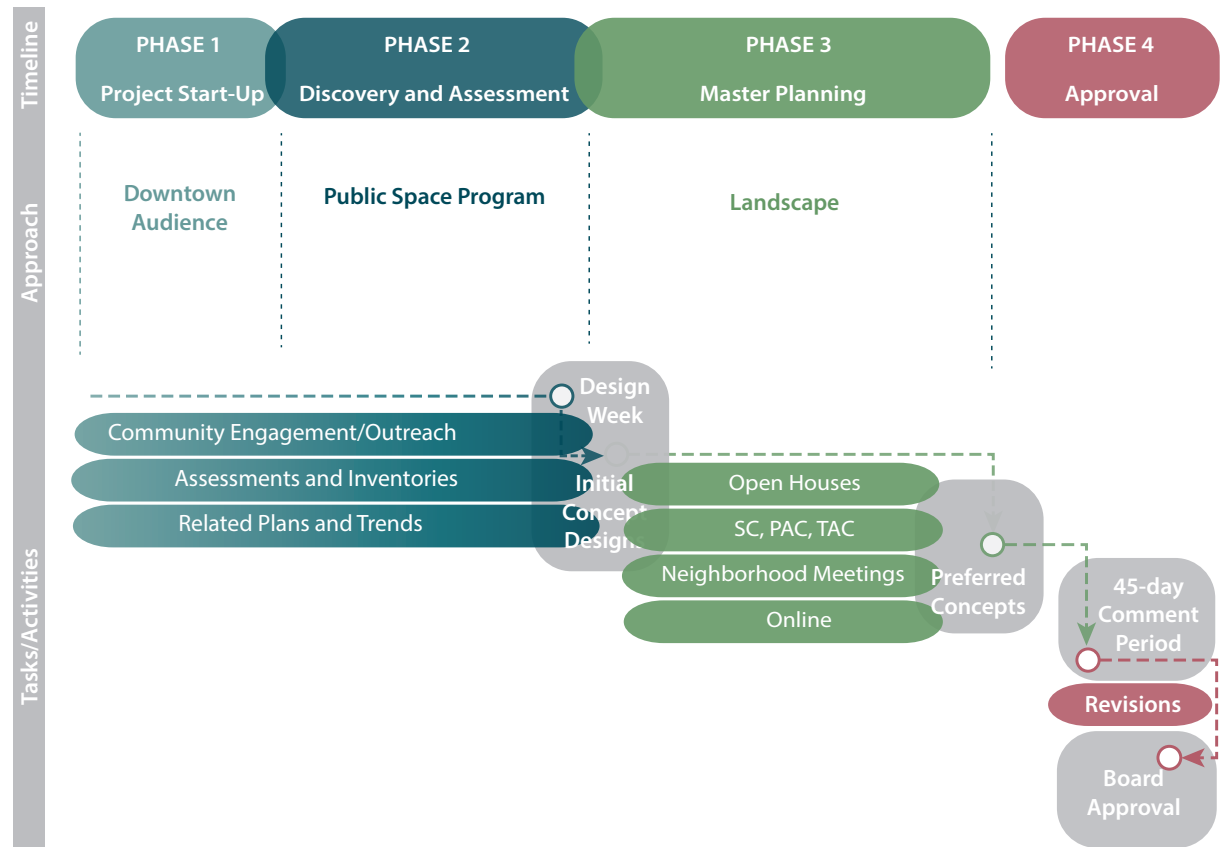 Timeline
PHASE 1
Project Start-Up
PHASE 2
Discovery and Assessment
PHASE 3
Master Planning
PHASE 4
Approval
Approach
Downtown
Audience
Public Space Program
Landscape
Tasks/Activities
Design
Week
Community Engagement/Outreach
Assessments and Inventories
Related Plans and Trends
Initial
Concept
Designs
Open Houses
SC, PAC, TAC
Neighborhood Meetings
Online
Preferred
Concepts
45-day
Comment
Period
Revisions
Board
Approval